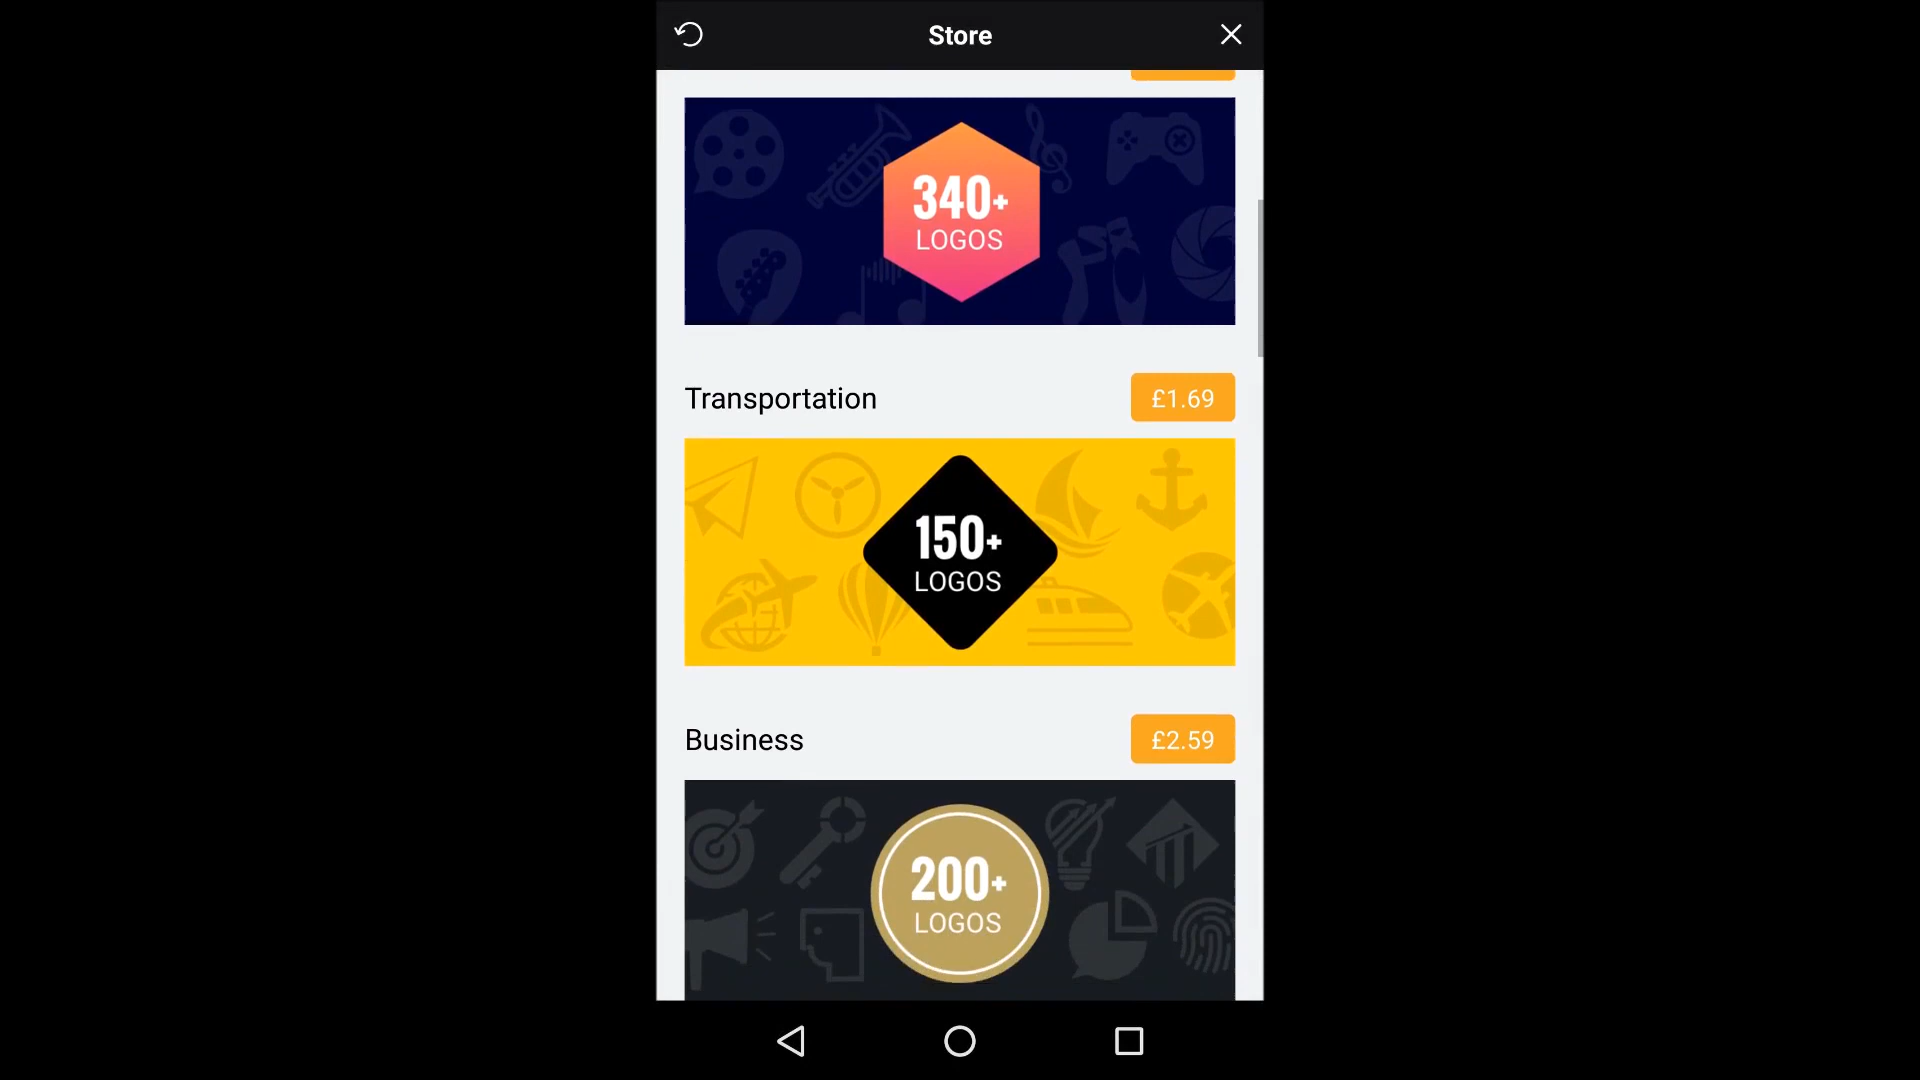 Store
340+
LOGOS
Transportation
£1.69
150+
LOGOS
Business
£2.59
200+
LOGOS